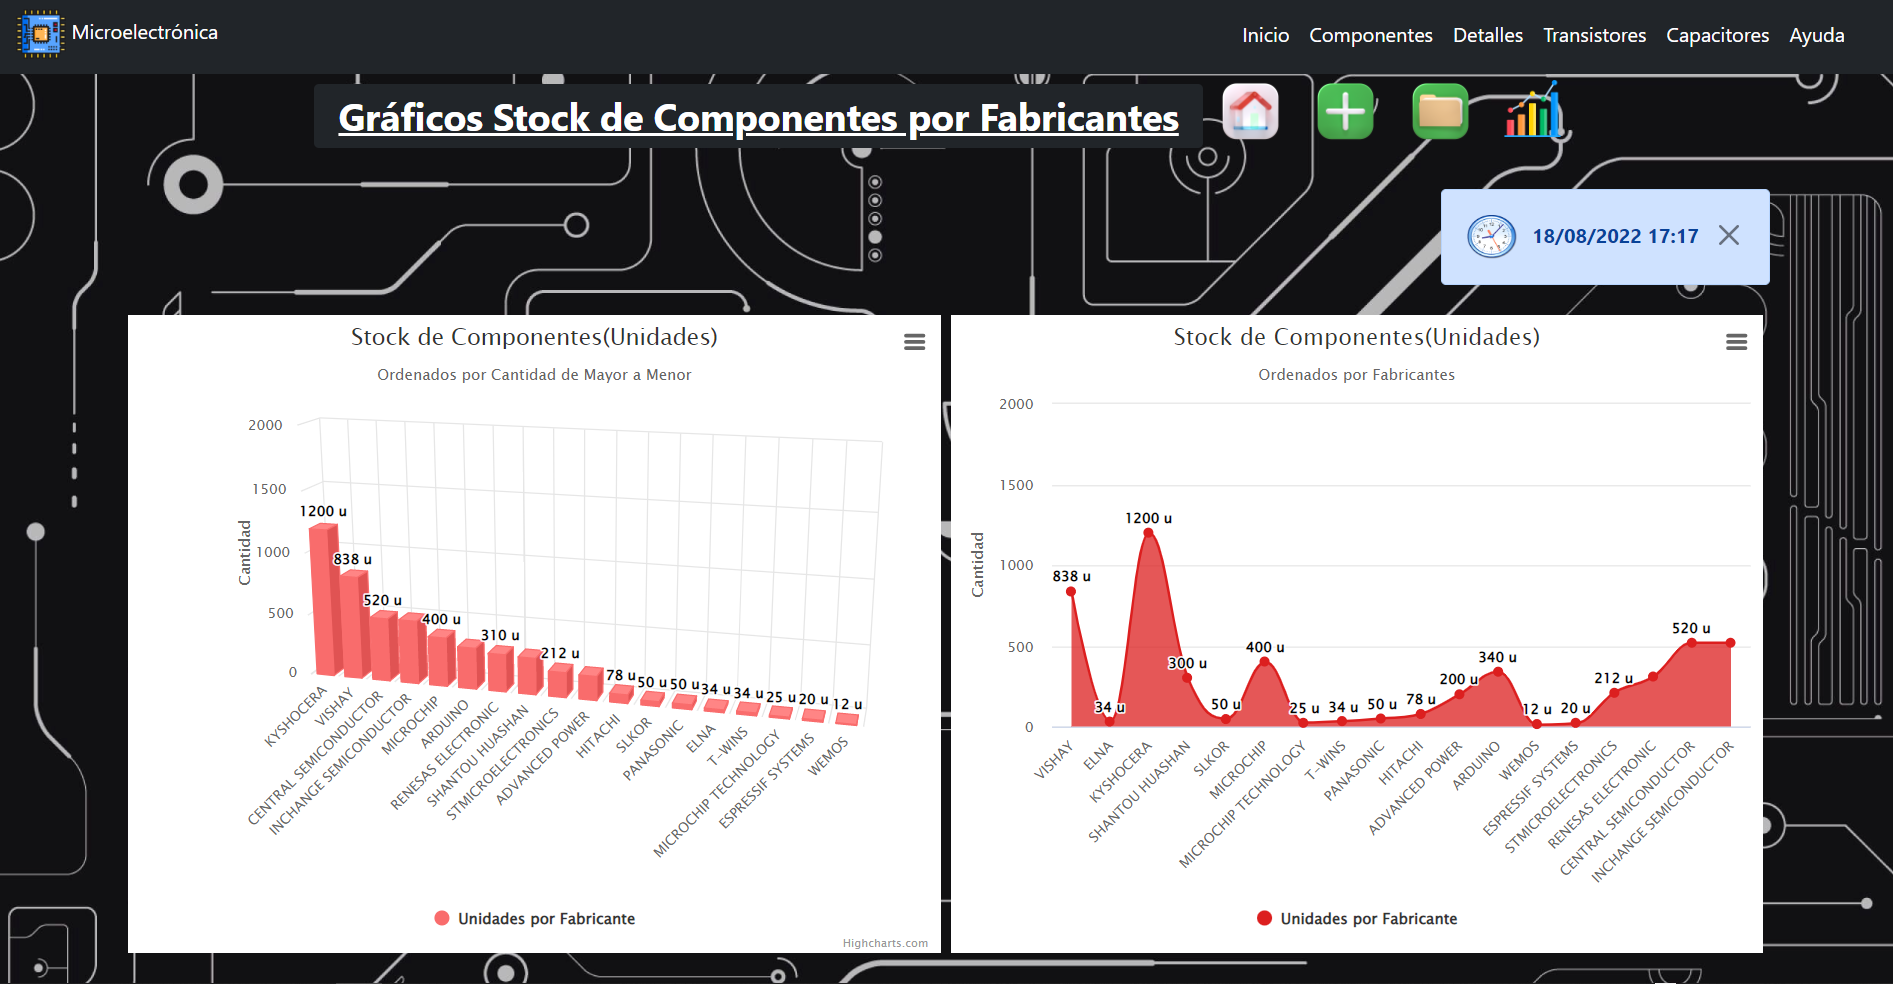 Microelectrónica
Inicio Componentes Detalles Transistores Capacitores Ayuda
Gráficos Stock de Componentes por Fabricantes
18/08/2022 17:17
Stock de Componentes(Unidades)
Ordenados por Cantidad de Mayor a Menor
Cantidad
2000
1500
1000
500
0
1200 u
838 u
520 u
400 u
310 u
212 u
78 u
50 u
50 u
34 u
34 u
25 u
20 u
12 u
KYSHOCERA
VISHAY
CENTRAL SEMICONDUCTOR
INCHANGE SEMICONDUCTOR
MICROCHIP
ARDUINO
RENESAS ELECTRONIC
SHANTOU HUASHAN
STMICROELECTRONICS
ADVANCED POWER
HITACHI
SLKOR
PANASONIC
ELNA
T-WINS
MICROCHIP TECHNOLOGY
ESPRESSIF SYSTEMS
WEMOS
Unidades por Fabricante
Highcharts.com
Stock de Componentes(Unidades)
Ordenados por Fabricantes
Cantidad
2000
1500
1000
500
0
838 u
34 u
1200 u
300 u
50 u
400 u
25 u
34 u
50 u
78 u
200 u
340 u
12 u
20 u
212 u
520 u
VISHAY
ELNA
KYSHOCERA
SHANTOU HUASHAN
SLKOR
MICROCHIP
MICROCHIP TECHNOLOGY
T-WINS
PANASONIC
HITACHI
ADVANCED POWER
ARDUINO
WEMOS
ESPRESSIF SYSTEMS
STMICROELECTRONICS
RENESAS ELECTRONIC
CENTRAL SEMICONDUCTOR
INCHANGE SEMICONDUCTOR
Unidades por Fabricante